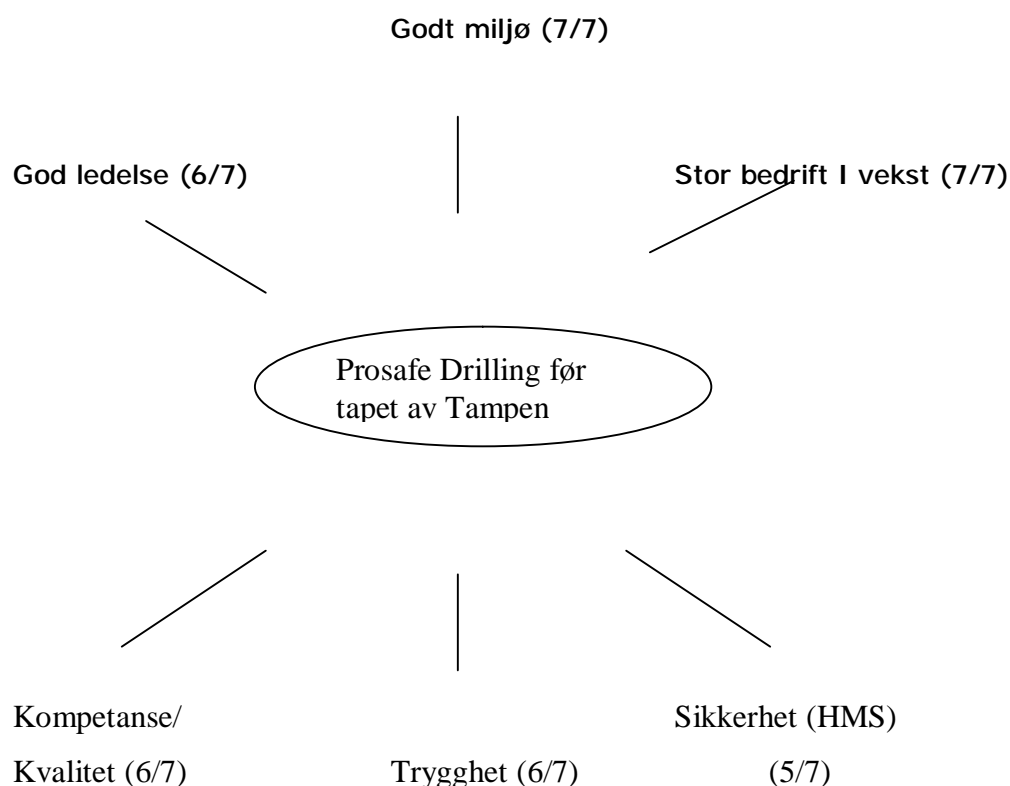 Godt miljø (7/7)
God ledelse (6/7)
Stor bedrift I vekst (7/7)
Prosafe Drilling før
tapet av Tampen
Kompetanse/
Kvalitet (6/7)
Trygghet (6/7)
Sikkerhet (HMS)
(5/7)